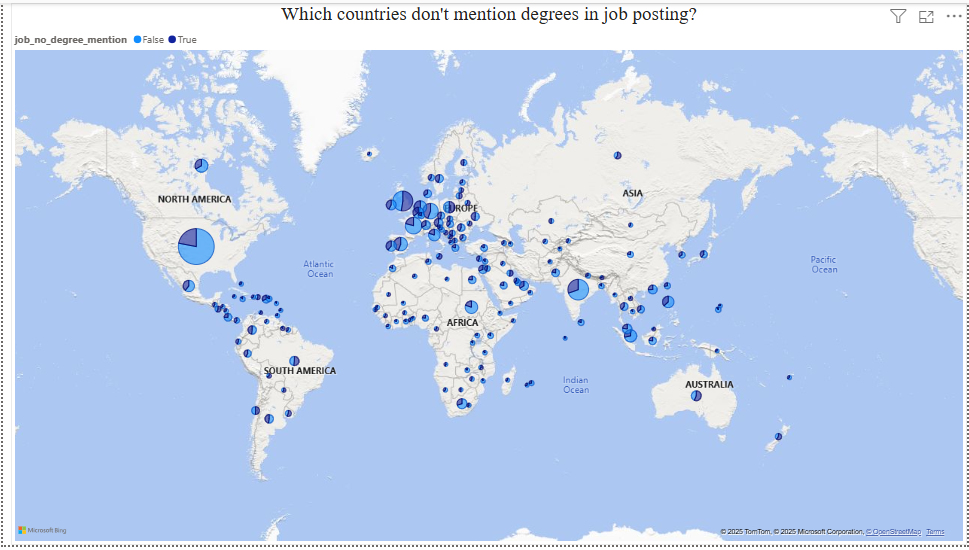 Which countries don't mention degrees in job posting?
job_no_degree_mention False True
NORTH AMERICA
ASIA
Atlantic
Ocean
Pacific
Ocean
AFRICA
SOUTH AMERICA
Indian
Ocean
AUSTRALIA
Microsoft Bing
© 2025 TomTom, © 2025 Microsoft Corporation, © OpenStreetMap Terms